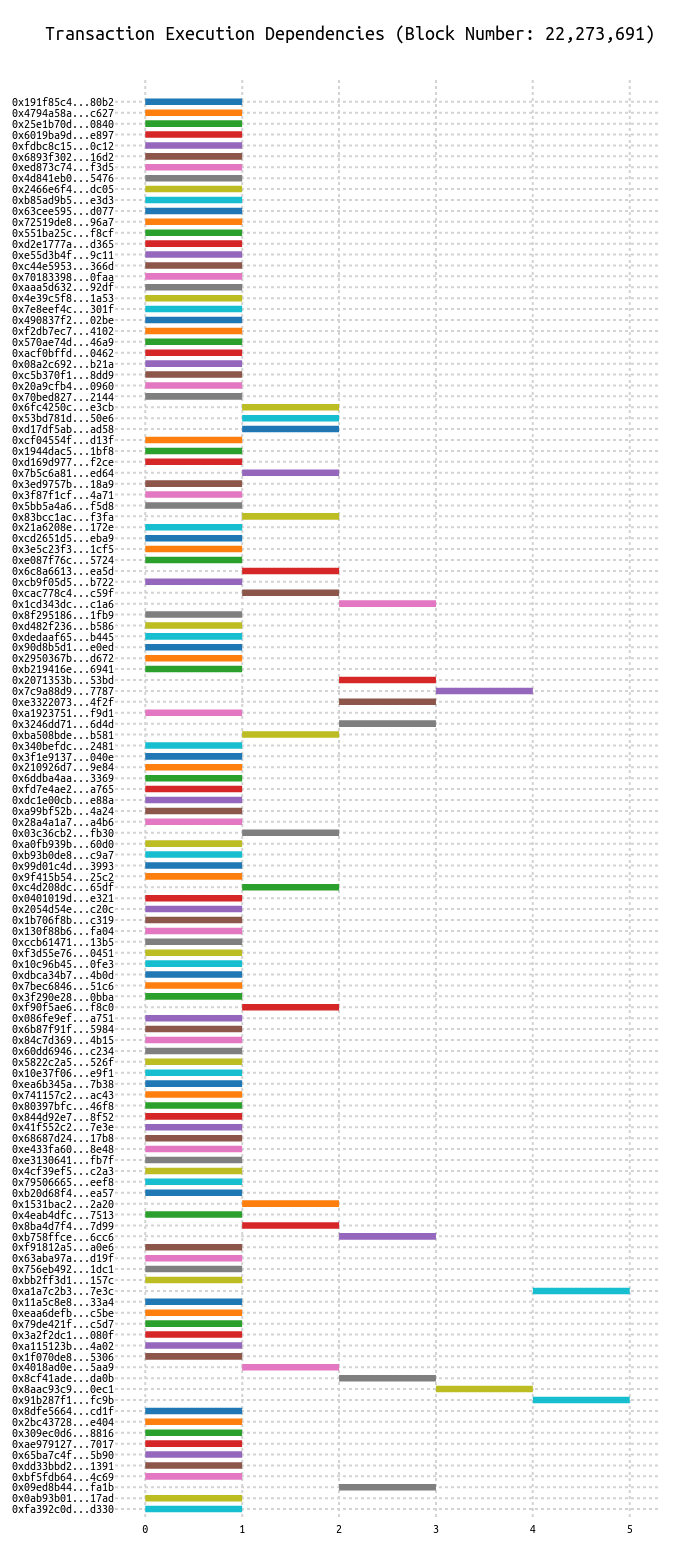 Transaction Execution Dependencies (Block Number: 22,273,691)
0x191f85c4...80b2
0x4794a58a...c627
0x25e1b70d...0840
0x6019ba9d...e897
0xfdbc8c15...0c12
0x6893f302...16d2
0xed873c74...f3d5
0x4d841eb0...5476
0x2466e6f4...dc05
0xb85ad9b5...e3d3
0x63cee595...d077
0x72519de8...96a7
0x551ba25c...f8cf
0xd2e1777a...d365
0xe55d3b4f...9c11
0xc44e5953...366d
0x70183398...0faa
0xaaa5d632...92df
0x4e39c5f8...1a53
0x7e8eef4c...301f
0x490837f2...02be
0xf2db7ec7...4102
0x570ae74d...46a9
0xacf0bffd...0462
0x08a2c692...b21a
0xc5b370f1...8dd9
0x20a9cfb4...0960
0x70bed827...2144
0x6fc4250c...e3cb
0x53bd781d...50e6
0xd17df5ab...ad58
0xcf04554f...d13f
0x1944dac5...1bf8
0xd169d977...f2ce
0x7b5c6a81...ed64
0x3ed9757b...18a9
0x3f87f1cf...4a71
0x5bb5a4a6...f5d8
0x83bcc1ac...f3fa
0x21a6208e...172e
0xcd2651d5...eba9
0x3e5c23f3...1cf5
0xe087f76c...5724
0x6c8a6613...ea5d
0xcb9f05d5...b722
0xcac778c4...c59f
0x1cd343dc...c1a6
0x8f295186...1fb9
0xd482f236...b586
0xdedaaf65...b445
0x90d8b5d1...e0ed
0x2950367b...d672
0xb219416e...6941
0x2071353b...53bd
0x7c9a88d9...7787
0xe3322073...4f2f
0xa1923751...f9d1
0x3246dd71...6d4d
0xba508bde...b581
0x340befdc...2481
0x3f1e9137...040e
0x210926d7...9e84
0x6ddba4aa...3369
0xfd7e4ae2...a765
0xdc1e00cb...e88a
0xa99bf52b...4a24
0x28a4a1a7...a4b6
0x03c36cb2...fb30
0xa0fb939b...60d0
0xb93b0de8...c9a7
0x99d01c4d...3993
0x9f415b54...25c2
0xc4d208dc...65df
0x0401019d...e321
0x2054d54e...c20c
0x1b706f8b...c319
0x130f88b6...fa04
0xccb61471...13b5
0xf3d55e76...0451
0x10c96b45...0fe3
0xdbca34b7...4b0d
0x7bec6846...51c6
0x3f290e28...0bba
0xf90f5ae6...f8c0
0x086fe9ef...a751
0x6b87f91f...5984
0x84c7d369...4b15
0x60dd6946...c234
0x5822c2a5...526f
0x10e37f06...e9f1
0xea6b345a...7b38
0x741157c2...ac43
0x80397bfc...46f8
0x844d92e7...8f52
0x41f552c2...7e3e
0x68687d24...17b8
0xe433fa60...8e48
0xe3130641...fb7f
0x4cf39ef5...c2a3
0x79506665...eef8
0xb20d68f4...ea57
0x1531bac2...2a20
0x4eab4dfc...7513
0x8ba4d7f4...7d99
0xb758ffce...6cc6
0xf91812a5...a0e6
0x63aba97a...d19f
0x756eb492...1dc1
0xbb2ff3d1...157c
0xa1a7c2b3...7e3c
0x11a5c8e8...33a4
0xeaa6defb...c5be
0x79de421f...c5d7
0x3a2f2dc1...080f
0xa115123b...4a02
0x1f070de8...5306
0x4018ad0e...5aa9
0x8cf41ade...da0b
0x8aac93c9...0ec1
0x91b287f1...fc9b
0x8dfe5664...cd1f
0x2bc43728...e404
0x309ec0d6...8816
0xae979127...7017
0x65ba7c4f...5b90
0xdd33bbd2...1391
0xbf5fdb64...4c69
0x09ed8b44...fa1b
0x0ab93b01...17ad
0xfa392c0d...d330
0 1 2 3 4 5